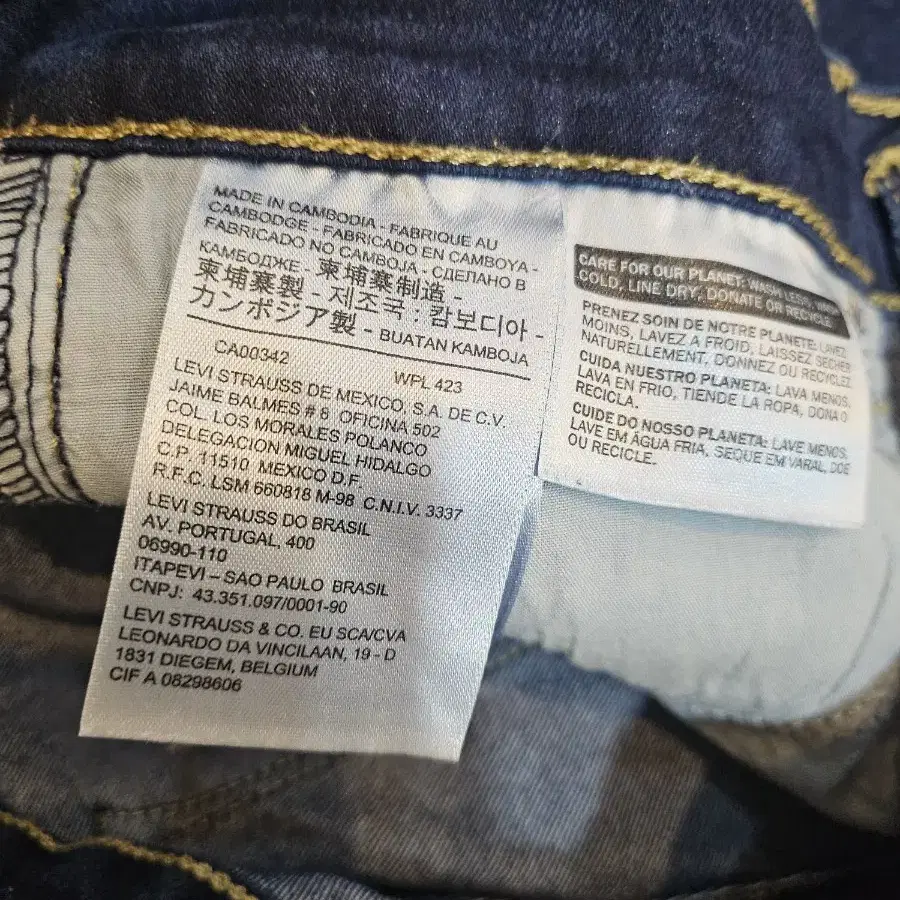 MADE IN CAMBODIA - FABRIQUE AU
CAMBODGE - FABRICADO EN CAMBOYA -
FABRICADO NO CAMBOJA - СДЕЛАНО В
КАМБОДЖЕ - 柬埔寨制造 -
柬埔寨製 - 제조국 : 캄보디아 -
カンボジア製 - BUATAN KAMBOJA
CA00342 WPL 423
LEVI STRAUSS DE MEXICO, S.A. DE C.V.
JAIME BALMES # 8 OFICINA 502
COL. LOS MORALES POLANCO
DELEGACION MIGUEL HIDALGO
C.P. 11510 MEXICO D.F.
R.F.C. LSM 660818 M-98 C.N.I.V. 3337
LEVI STRAUSS DO BRASIL
AV. PORTUGAL, 400
06990-110
ITAPEVI – SAO PAULO BRASIL
CNPJ: 43.351.097/0001-90
LEVI STRAUSS & CO. EU SCA/CVA
LEONARDO DA VINCILAAN, 19 - D
1831 DIEGEM, BELGIUM
CIF A 08298606
CARE FOR OUR PLANET: WASH LESS, WASH
COLD, LINE DRY, DONATE OR RECYCLE.
PRENEZ SOIN DE NOTRE PLANÈTE: LAVEZ
MOINS, LAVEZ A FROID, LAISSEZ SÉCHER
NATURELLEMENT, DONNEZ OU RECYCLEZ.
CUIDA NUESTRO PLANETA: LAVA MENOS,
LAVA EN FRIO, TIENDE LA ROPA, DONA O
RECICLA.
CUIDE DO NOSSO PLANETA: LAVE MENOS,
LAVE EM ÁGUA FRIA, SEQUE EM VARAL, DOE
OU RECICLE.